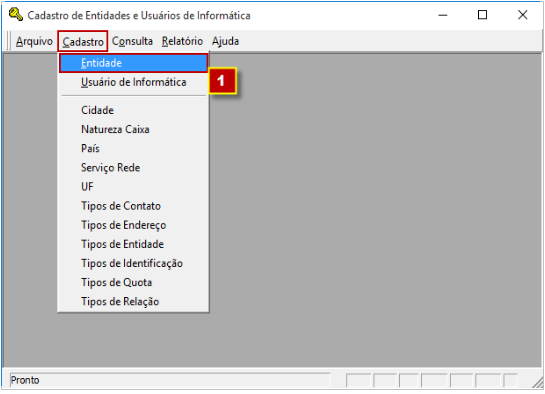 Cadastro de Entidades e Usuários de Informática
Arquivo Cadastro Consulta Relatório Ajuda
Entidade
Usuário de Informática
1
Cidade
Natureza Caixa
País
Serviço Rede
UF
Tipos de Contato
Tipos de Endereço
Tipos de Entidade
Tipos de Identificação
Tipos de Quota
Tipos de Relação
Pronto